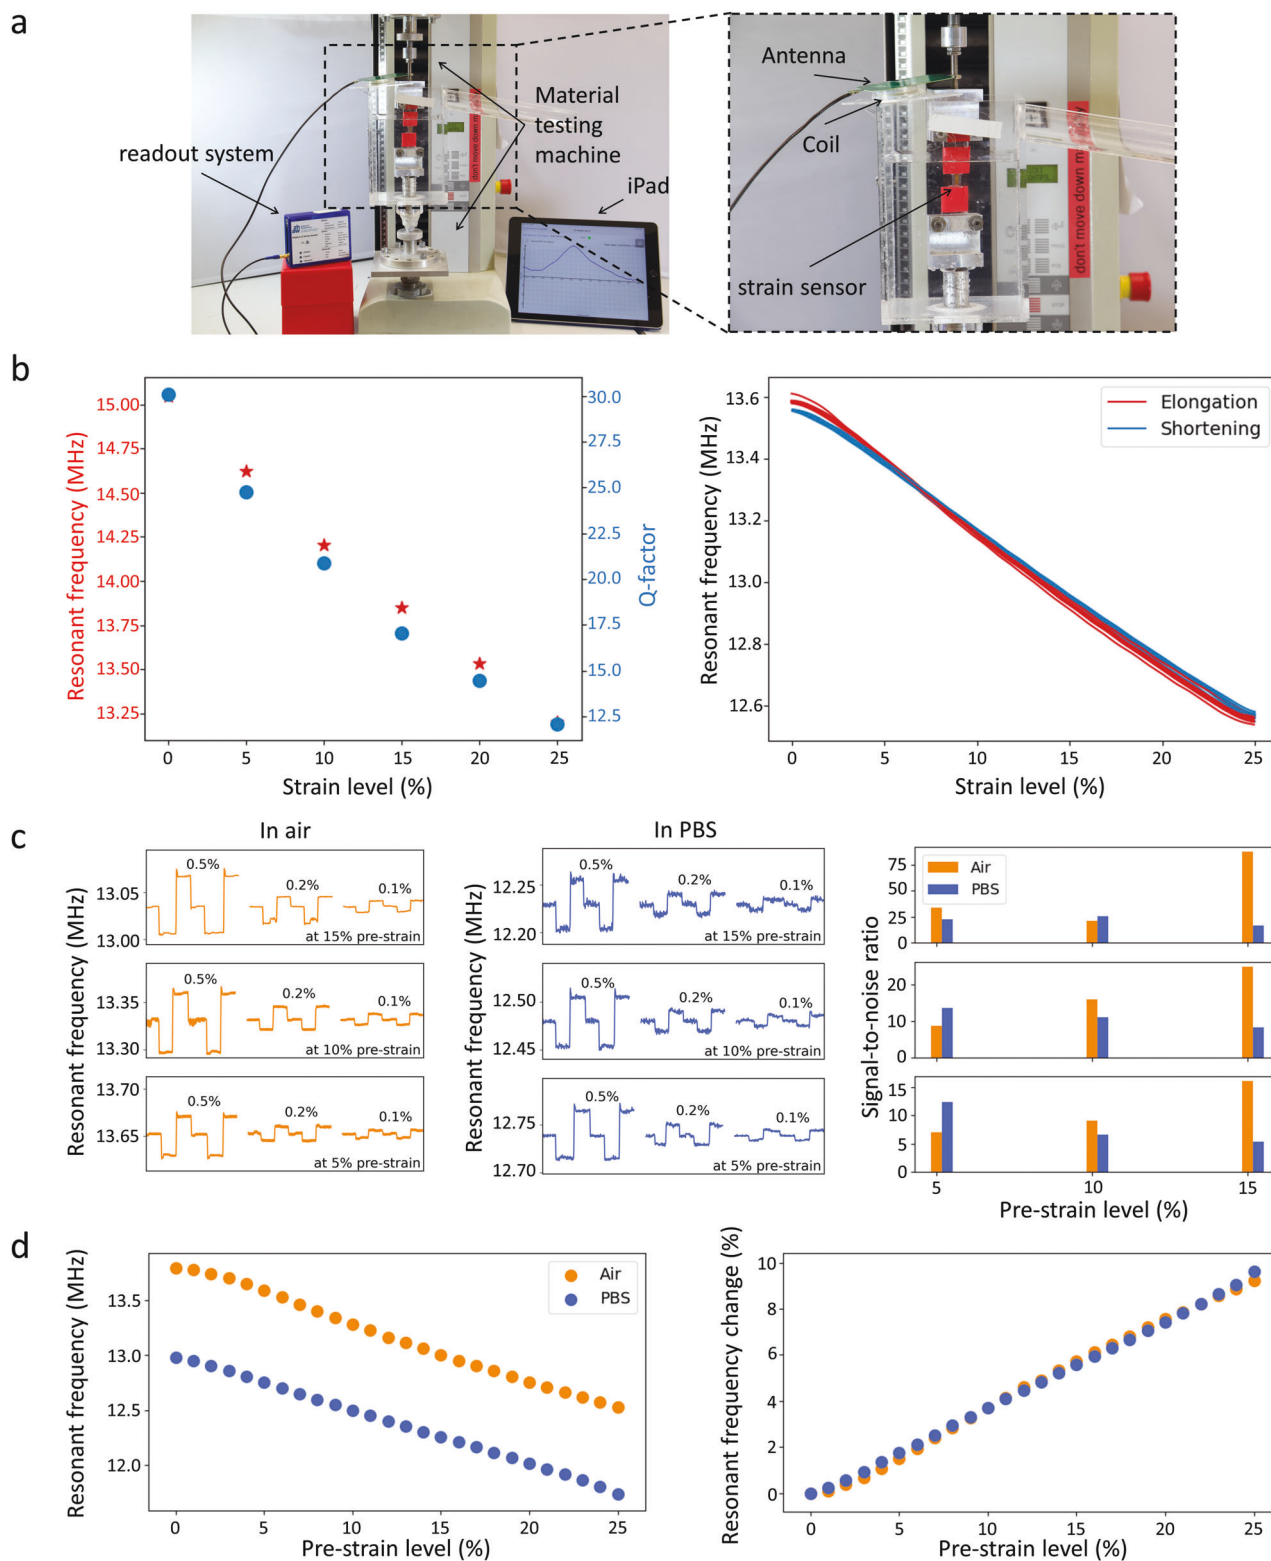 a
Antenna
Material
testing
machine
readout system
Coil
iPad
don't move down m
strain sensor
don't move down m
b
Resonant frequency (MHz)
15.00
14.75
14.50
14.25
14.00
13.75
13.50
13.25
30.0
27.5
25.0
22.5
20.0
17.5
15.0
12.5
Q-factor
0 5 10 15 20 25
Strain level (%)
Resonant frequency (MHz)
13.6
13.4
13.2
13.0
12.8
12.6
Elongation
Shortening
0 5 10 15 20 25
Strain level (%)
c
In air
Resonant frequency (MHz)
13.05
13.00
0.5%
0.2%
0.1%
at 15% pre-strain
13.35
13.30
0.5%
0.2%
0.1%
at 10% pre-strain
13.70
13.65
0.5%
0.2%
0.1%
at 5% pre-strain
In PBS
Resonant frequency (MHz)
12.25
12.20
0.5%
0.2%
0.1%
at 15% pre-strain
12.50
12.45
0.5%
0.2%
0.1%
at 10% pre-strain
12.75
12.70
0.5%
0.2%
0.1%
at 5% pre-strain
Signal-to-noise ratio
75
50
25
0
Air
PBS
20
10
0
15
10
5
0
5 10 15
Pre-strain level (%)
d
Resonant frequency (MHz)
13.5
13.0
12.5
12.0
Air
PBS
0 5 10 15 20 25
Pre-strain level (%)
Resonant frequency change (%)
10
8
6
4
2
0
0 5 10 15 20 25
Pre-strain level (%)